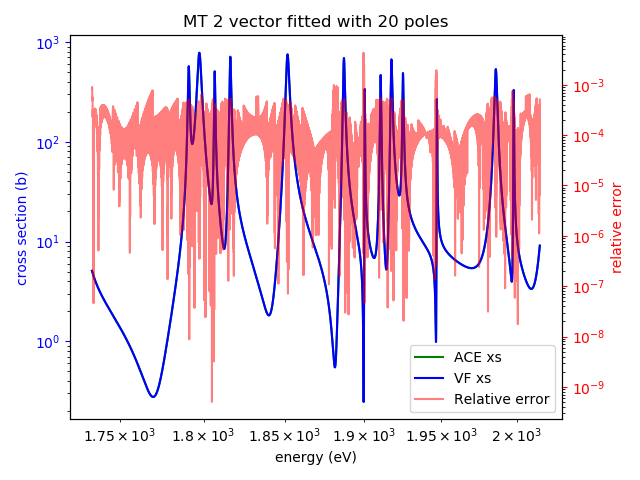 MT 2 vector fitted with 20 poles
10³
10²
10¹
10⁰
cross section (b)
10⁻³
10⁻⁴
10⁻⁵
10⁻⁶
10⁻⁷
10⁻⁸
10⁻⁹
relative error
ACE xs
VF xs
Relative error
1.75 × 10³ 1.8 × 10³ 1.85 × 10³ 1.9 × 10³ 1.95 × 10³ 2 × 10³
energy (eV)